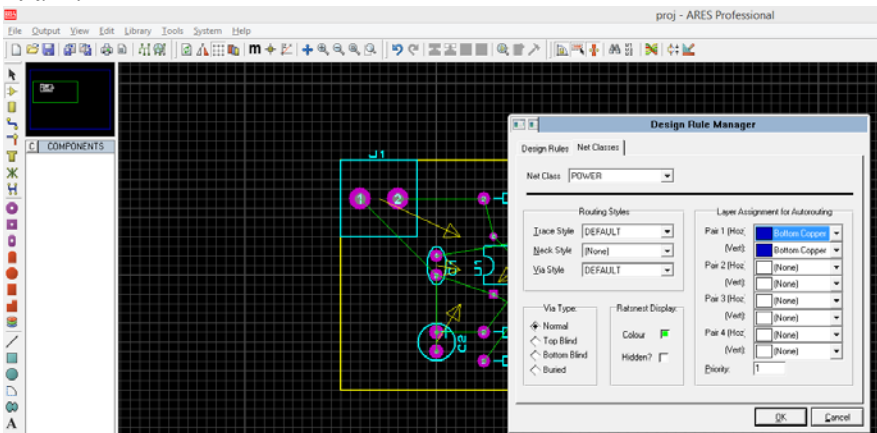 proj - ARES Professional
File Output View Edit Library Tools System Help
C COMPONENTS
J1
1 2
U1
C2
A
Design Rule Manager
Design Rules Net Classes
Net Class POWER
Routing Styles
Trace Style DEFAULT
Neck Style (None)
Via Style DEFAULT
Via Type:
Normal
Top Blind
Bottom Blind
Buried
Ratsnest Display:
Colour
Hidden?
Layer Assignment for Autorouting
Pair 1 (Hoz) Bottom Copper
(Vert): Bottom Copper
Pair 2 (Hoz) (None)
(Vert): (None)
Pair 3 (Hoz) (None)
(Vert): (None)
Pair 4 (Hoz) (None)
(Vert): (None)
Priority: 1
OK Cancel